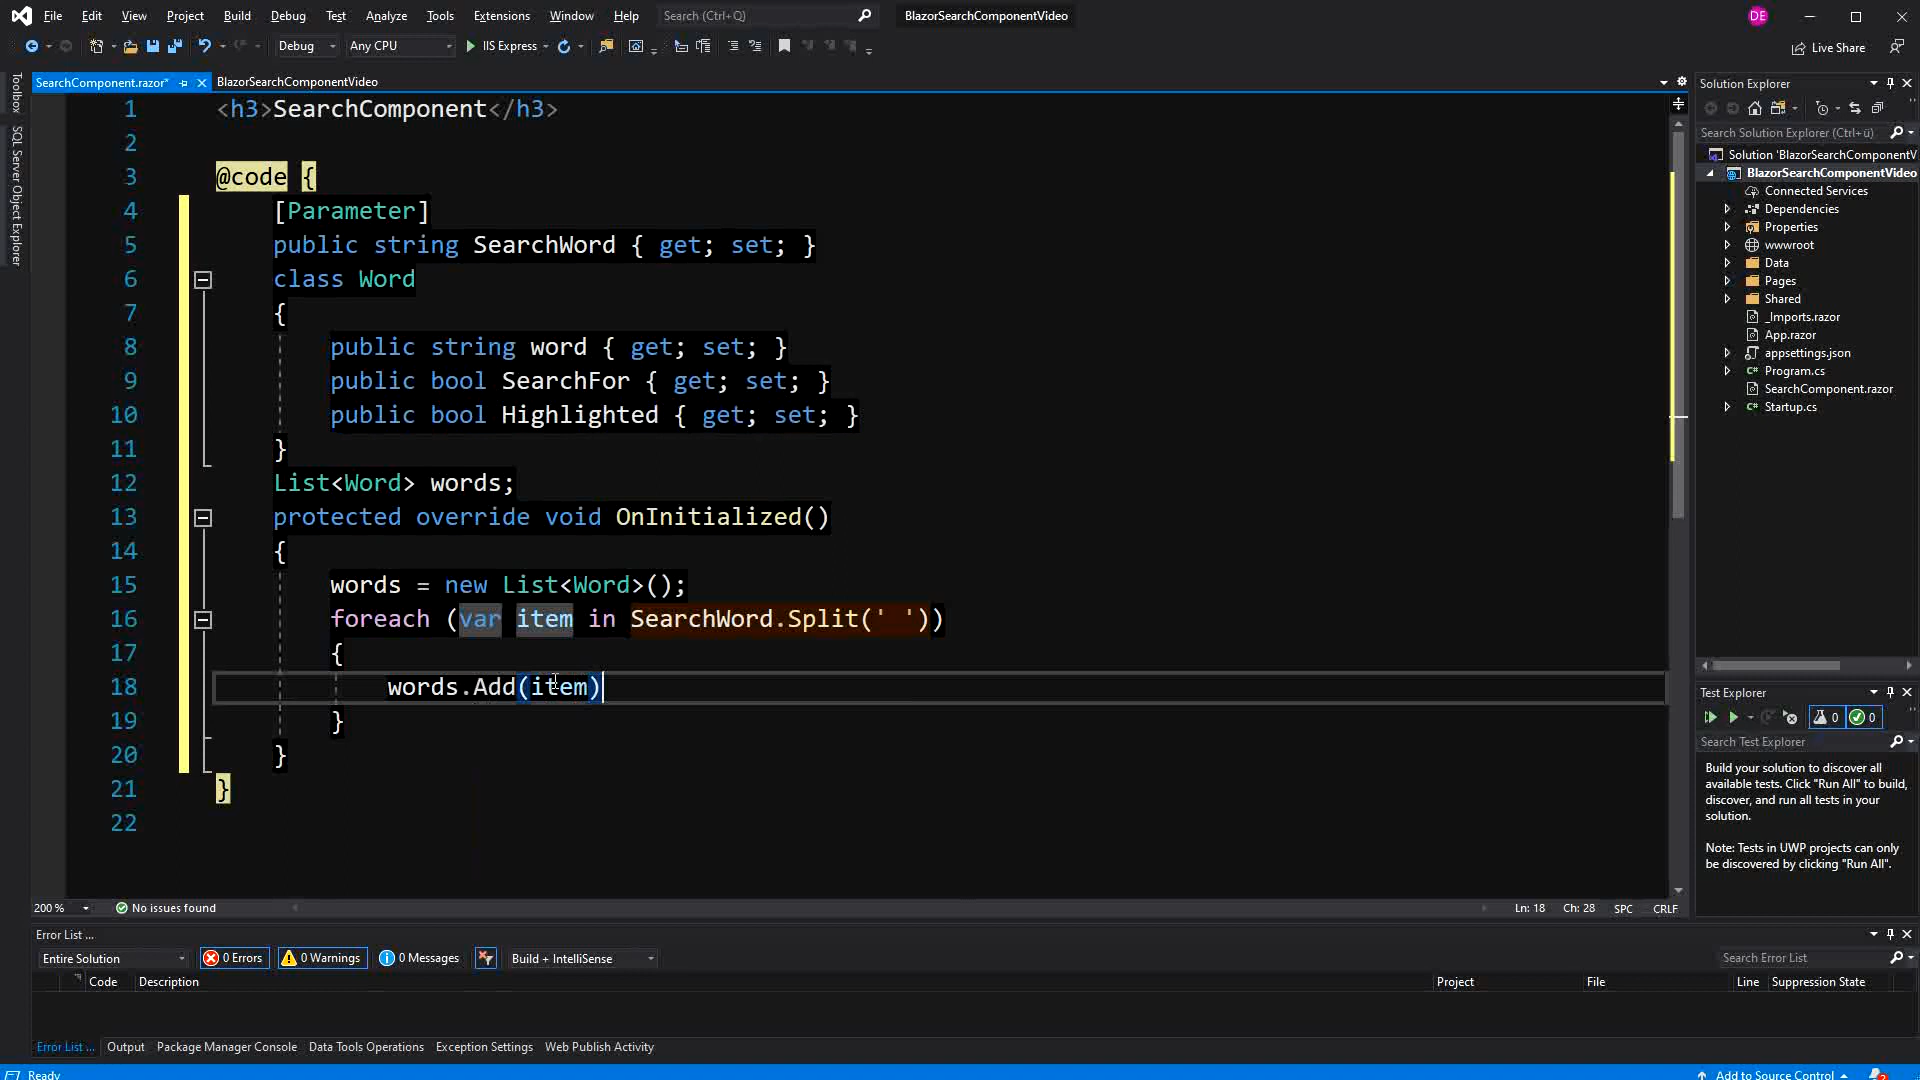 File Edit View Project Build Debug Test Analyze Tools Extensions Window Help Search (Ctrl+Q) BlazorSearchComponentVideo DE
Debug Any CPU IIS Express Live Share
SearchComponent.razor* BlazorSearchComponentVideo
Toolbox
SQL Server Object Explorer
1 <h3>SearchComponent</h3>
2
3 @code {
4 [Parameter]
5 public string SearchWord { get; set; }
6 class Word
7 {
8 public string word { get; set; }
9 public bool SearchFor { get; set; }
10 public bool Highlighted { get; set; }
11 }
12 List<Word> words;
13 protected override void OnInitialized()
14 {
15 words = new List<Word>();
16 foreach (var item in SearchWord.Split(' '))
17 {
18 words.Add(item)
19 }
20 }
21 }
22
200 % No issues found Ln: 18 Ch: 28 SPC CRLF
Solution Explorer
Search Solution Explorer (Ctrl+ü)
Solution 'BlazorSearchComponentV
BlazorSearchComponentVideo
Connected Services
Dependencies
Properties
wwwroot
Data
Pages
Shared
_Imports.razor
App.razor
appsettings.json
Program.cs
SearchComponent.razor
Startup.cs
Test Explorer
0 0
Search Test Explorer
Build your solution to discover all
available tests. Click "Run All" to build,
discover, and run all tests in your
solution.
Note: Tests in UWP projects can only
be discovered by clicking "Run All".
Error List ...
Entire Solution 0 Errors 0 Warnings 0 Messages Build + IntelliSense Search Error List
Code Description Project File Line Suppression State
Error List ... Output Package Manager Console Data Tools Operations Exception Settings Web Publish Activity
Ready Add to Source Control 2